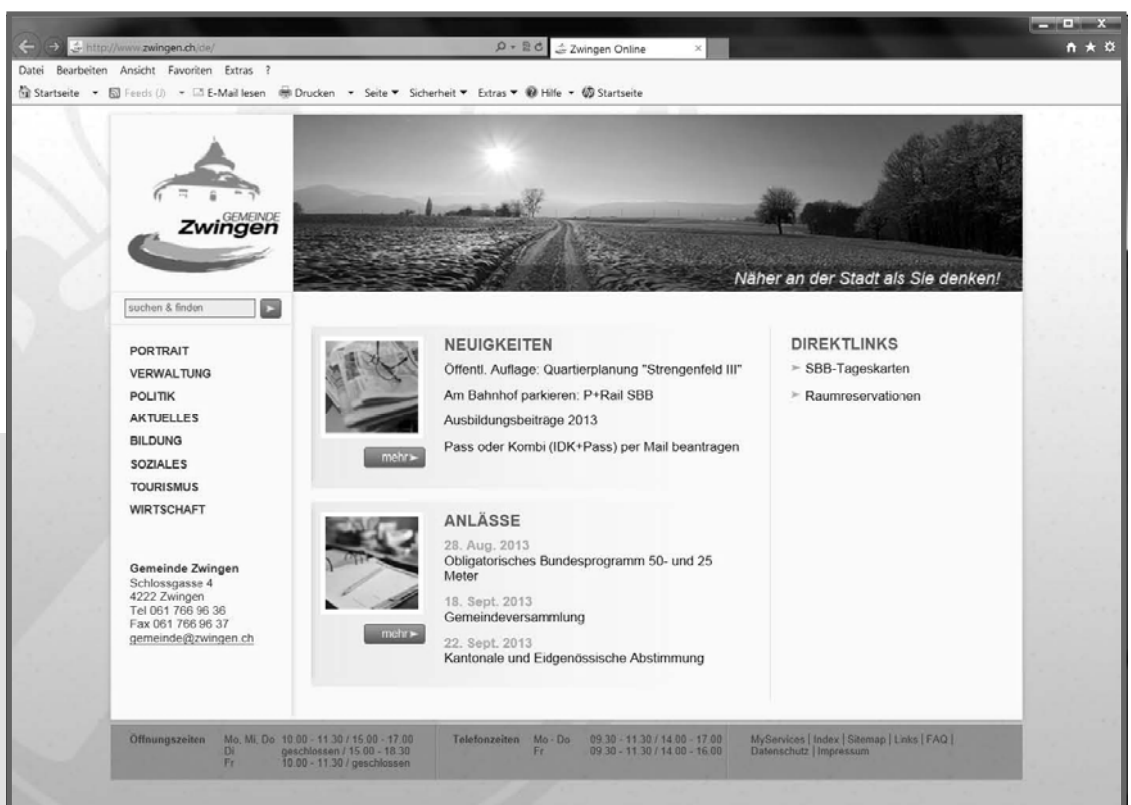 http://www.zwingen.ch/de/
Zwingen Online
Datei Bearbeiten Ansicht Favoriten Extras ?
Startseite Feeds (J) E-Mail lesen Drucken Seite Sicherheit Extras Hilfe Startseite
GEMEINDE
Zwingen
Näher an der Stadt als Sie denken!
suchen & finden
PORTRAIT
VERWALTUNG
POLITIK
AKTUELLES
BILDUNG
SOZIALES
TOURISMUS
WIRTSCHAFT
Gemeinde Zwingen
Schlossgasse 4
4222 Zwingen
Tel 061 766 96 36
Fax 061 766 96 37
gemeinde@zwingen.ch
NEUIGKEITEN
Öffentl. Auflage: Quartierplanung "Strengenfeld III"
Am Bahnhof parkieren: P+Rail SBB
Ausbildungsbeiträge 2013
Pass oder Kombi (IDK+Pass) per Mail beantragen
mehr
ANLÄSSE
28. Aug. 2013
Obligatorisches Bundesprogramm 50- und 25
Meter
18. Sept. 2013
Gemeindeversammlung
22. Sept. 2013
Kantonale und Eidgenössische Abstimmung
mehr
DIREKTLINKS
SBB-Tageskarten
Raumreservationen
Öffnungszeiten Mo, Mi, Do 10.00 - 11.30 / 15.00 - 17.00
Di geschlossen / 15.00 - 18.30
Fr 10.00 - 11.30 / geschlossen
Telefonzeiten Mo - Do 09.30 - 11.30 / 14.00 - 17.00
Fr 09.30 - 11.30 / 14.00 - 16.00
MyServices | Index | Sitemap | Links | FAQ |
Datenschutz | Impressum